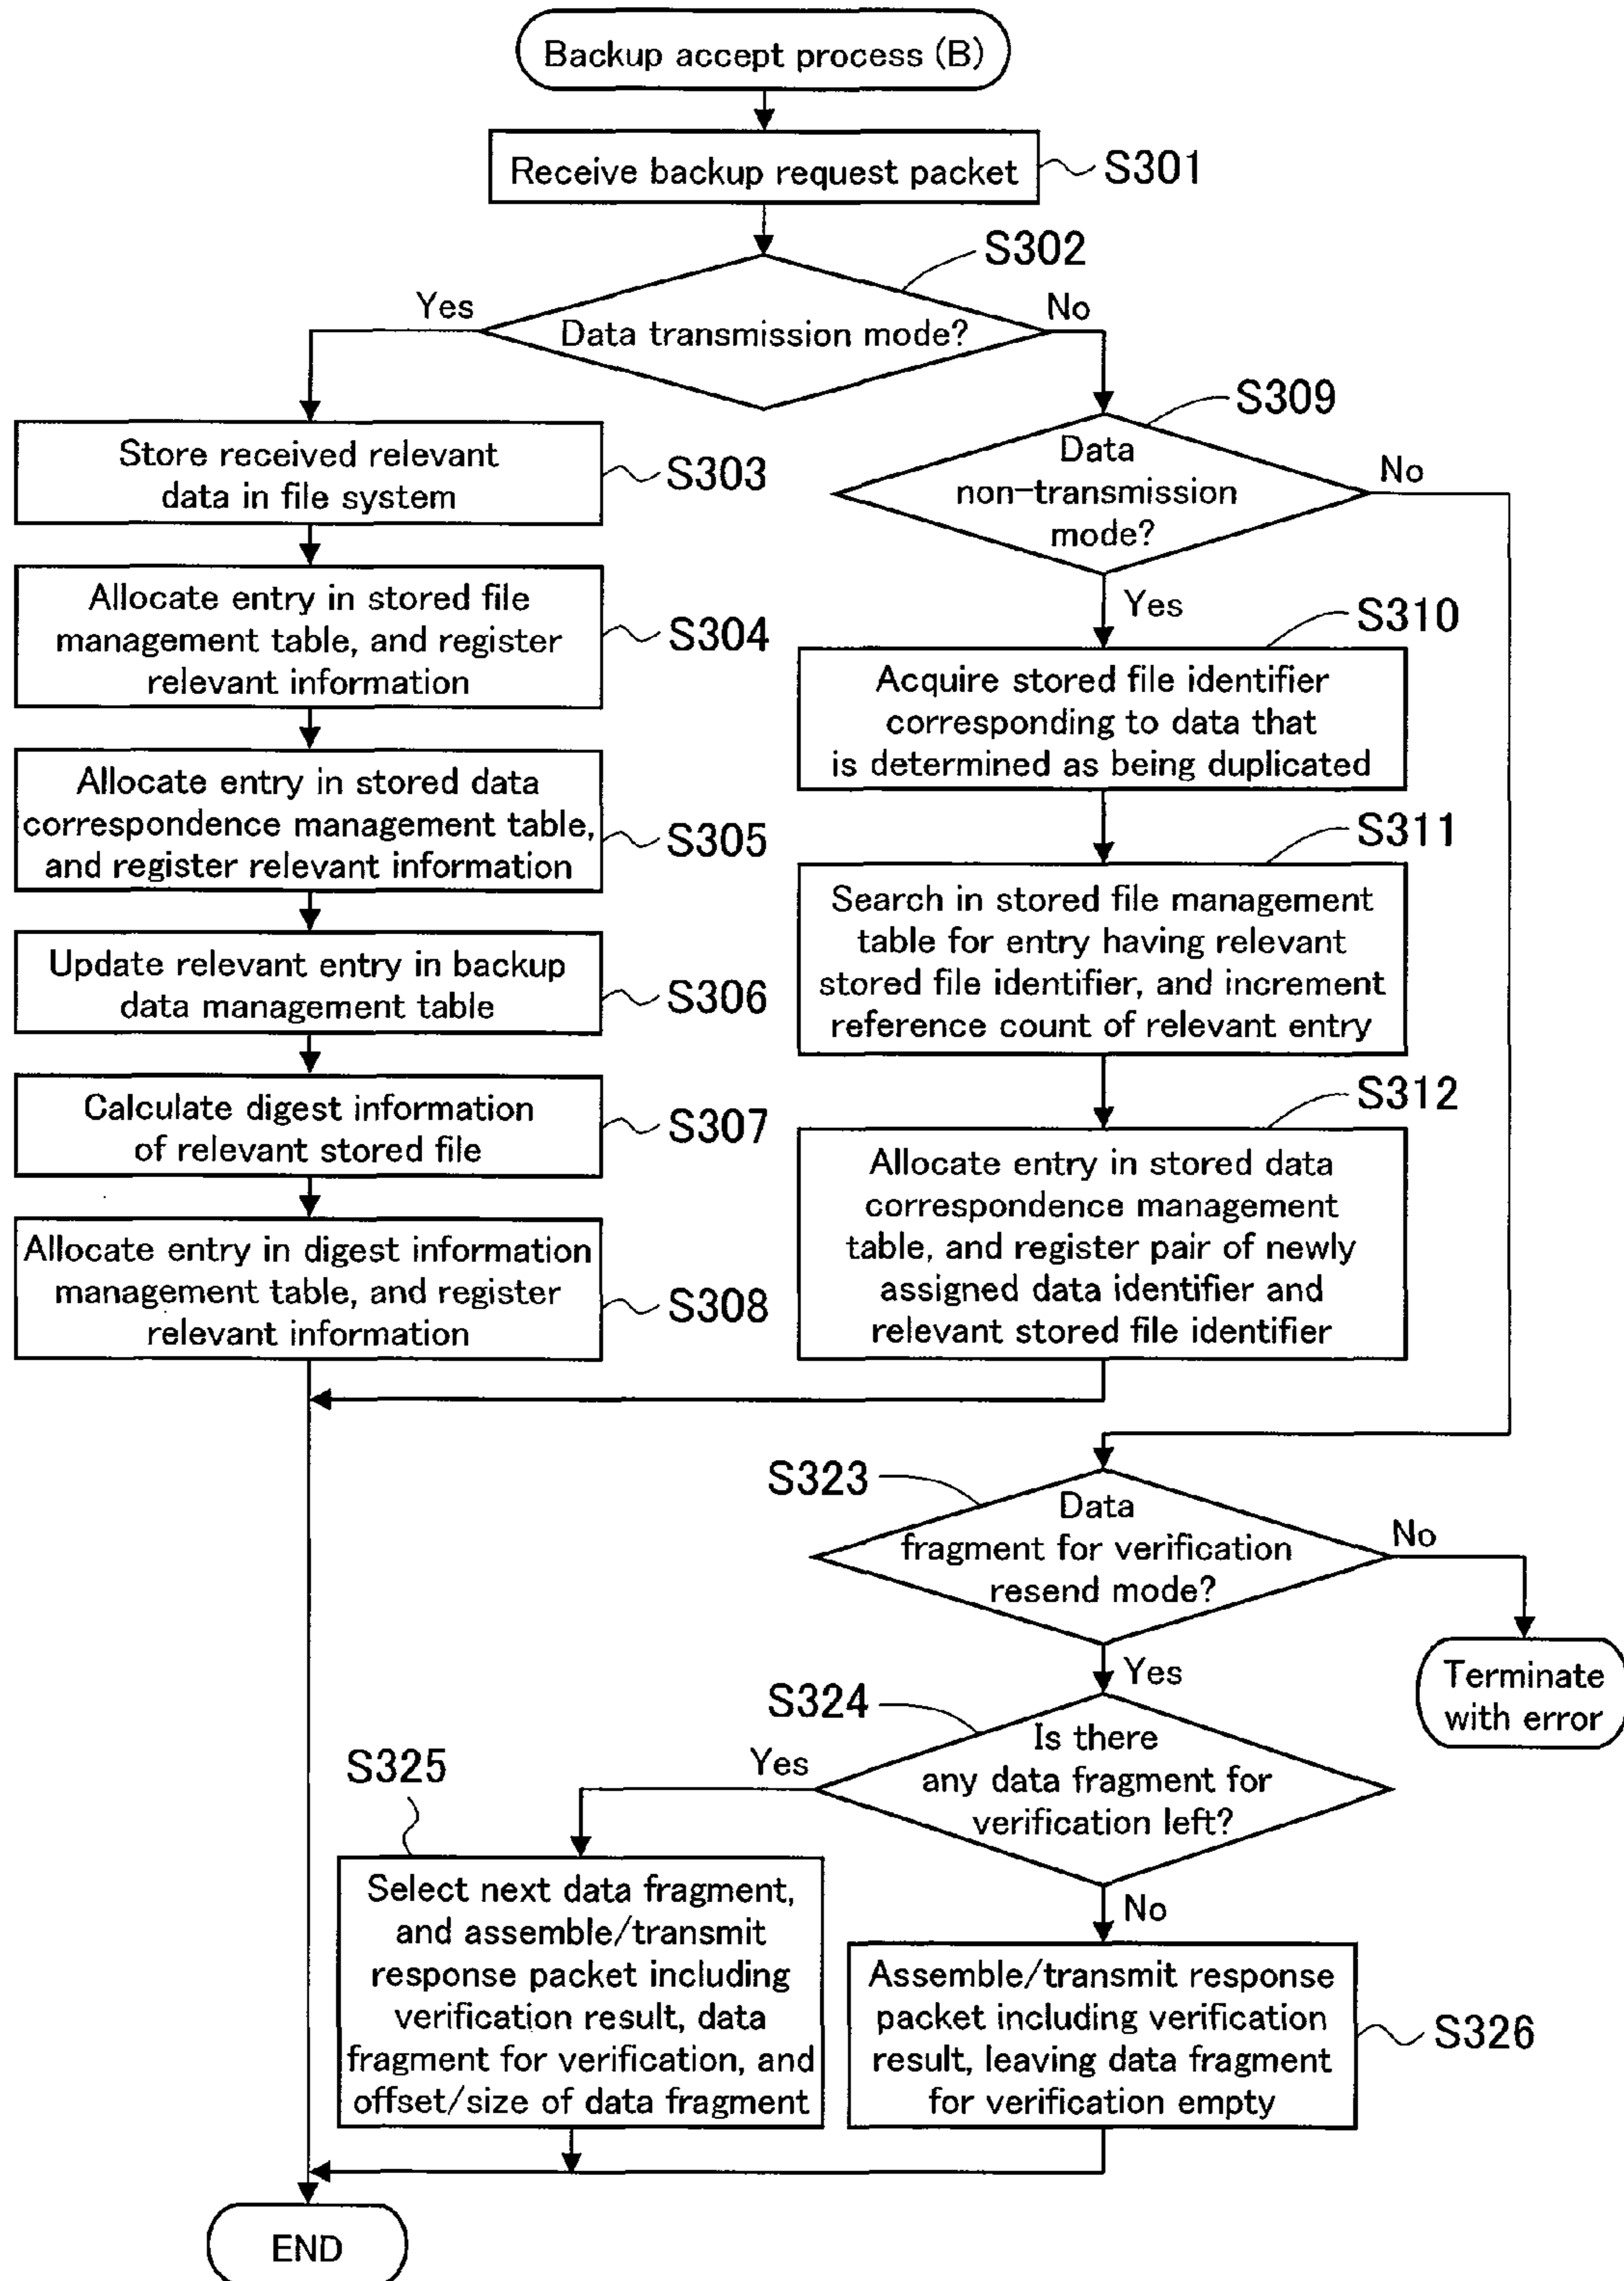 Backup accept process (B)
Receive backup request packet
S301
S302
Yes
No
Data transmission mode?
S309
Store received relevant
data in file system
S303
Data
non-transmission
mode?
No
Yes
Allocate entry in stored file
management table, and register
relevant information
S304
S310
Acquire stored file identifier
corresponding to data that
is determined as being duplicated
Allocate entry in stored data
correspondence management table,
and register relevant information
S305
S311
Search in stored file management
table for entry having relevant
stored file identifier, and increment
reference count of relevant entry
Update relevant entry in backup
data management table
S306
Calculate digest information
of relevant stored file
S307
S312
Allocate entry in stored data
correspondence management
table, and register pair of newly
assigned data identifier and
relevant stored file identifier
Allocate entry in digest information
management table, and register
relevant information
S308
S323
Data
fragment for verification
resend mode?
No
Yes
Terminate
with error
S324
Is there
any data fragment for
verification left?
Yes
No
S325
Select next data fragment,
and assemble/transmit
response packet including
verification result, data
fragment for verification, and
offset/size of data fragment
Assemble/transmit response
packet including verification
result, leaving data fragment
for verification empty
S326
END